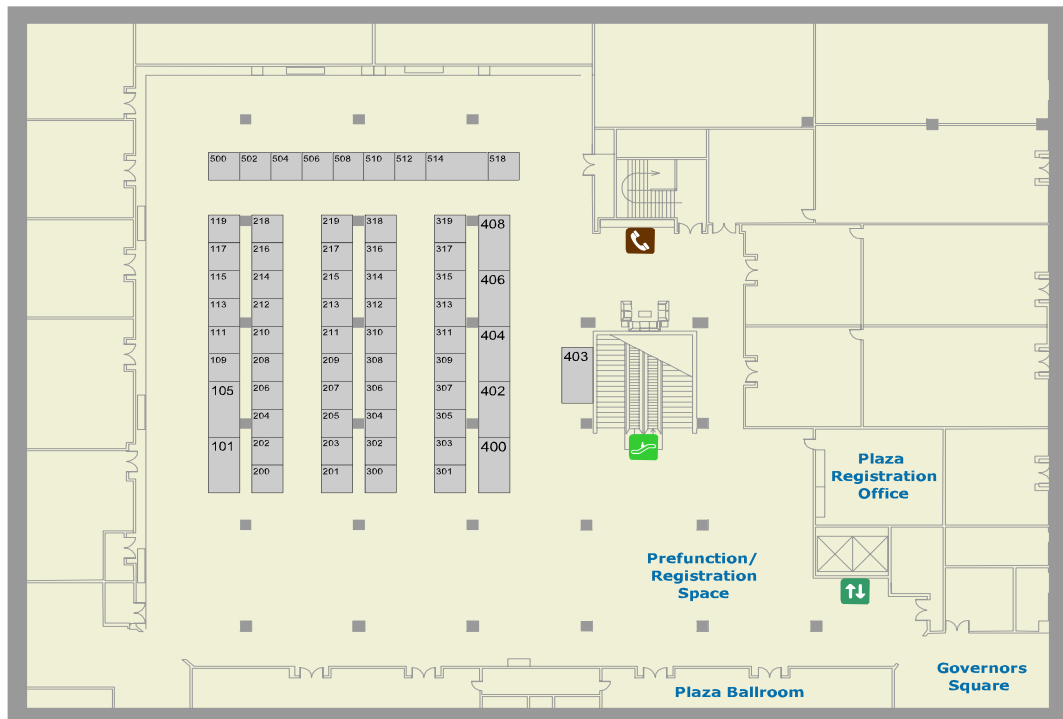 500 502 504 506 508 510 512 514 518
119 218 219 318 319 408
117 216 217 316 317
115 214 215 314 315 406
113 212 213 312 313
111 210 211 310 311 404
109 208 209 308 309 403
105 206 207 306 307 402
204 205 304 305
101 202 203 302 303 400
200 201 300 301
Plaza
Registration
Office
Prefunction/
Registration
Space
Governors
Square
Plaza Ballroom